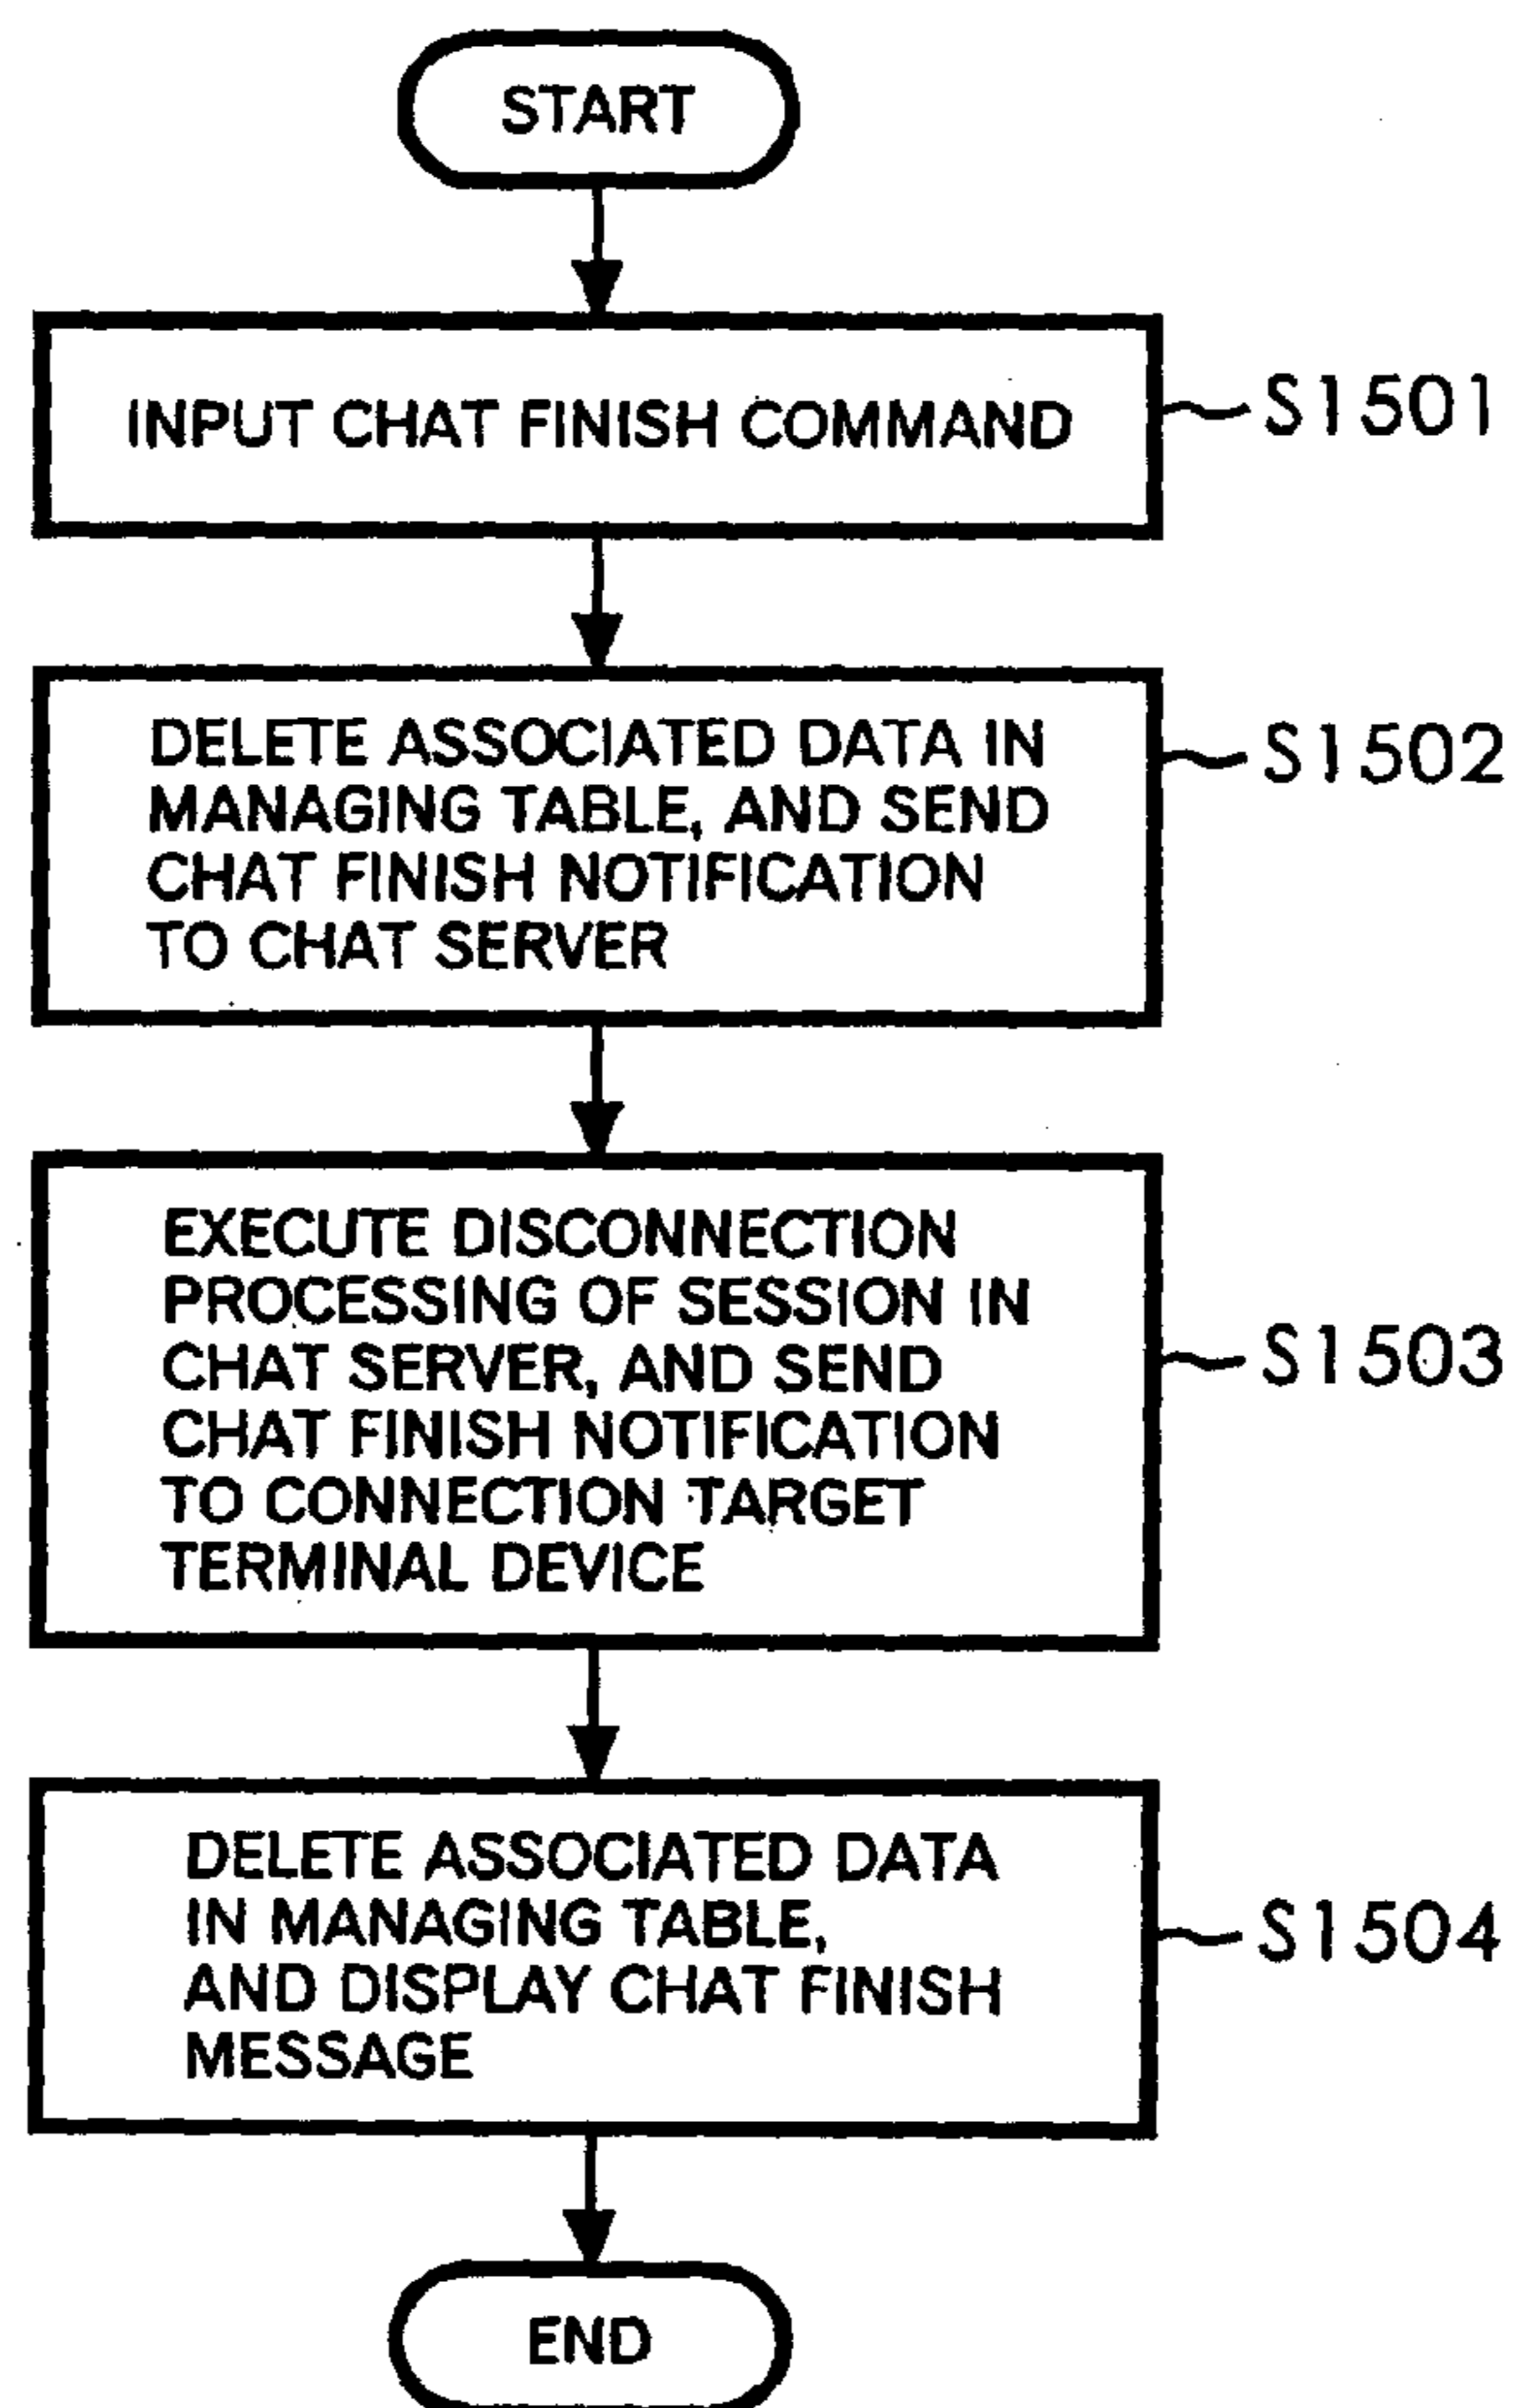 START
INPUT CHAT FINISH COMMAND
S1501
DELETE ASSOCIATED DATA IN
MANAGING TABLE, AND SEND
CHAT FINISH NOTIFICATION
TO CHAT SERVER
S1502
EXECUTE DISCONNECTION
PROCESSING OF SESSION IN
CHAT SERVER, AND SEND
CHAT FINISH NOTIFICATION
TO CONNECTION TARGET
TERMINAL DEVICE
S1503
DELETE ASSOCIATED DATA
IN MANAGING TABLE,
AND DISPLAY CHAT FINISH
MESSAGE
S1504
END